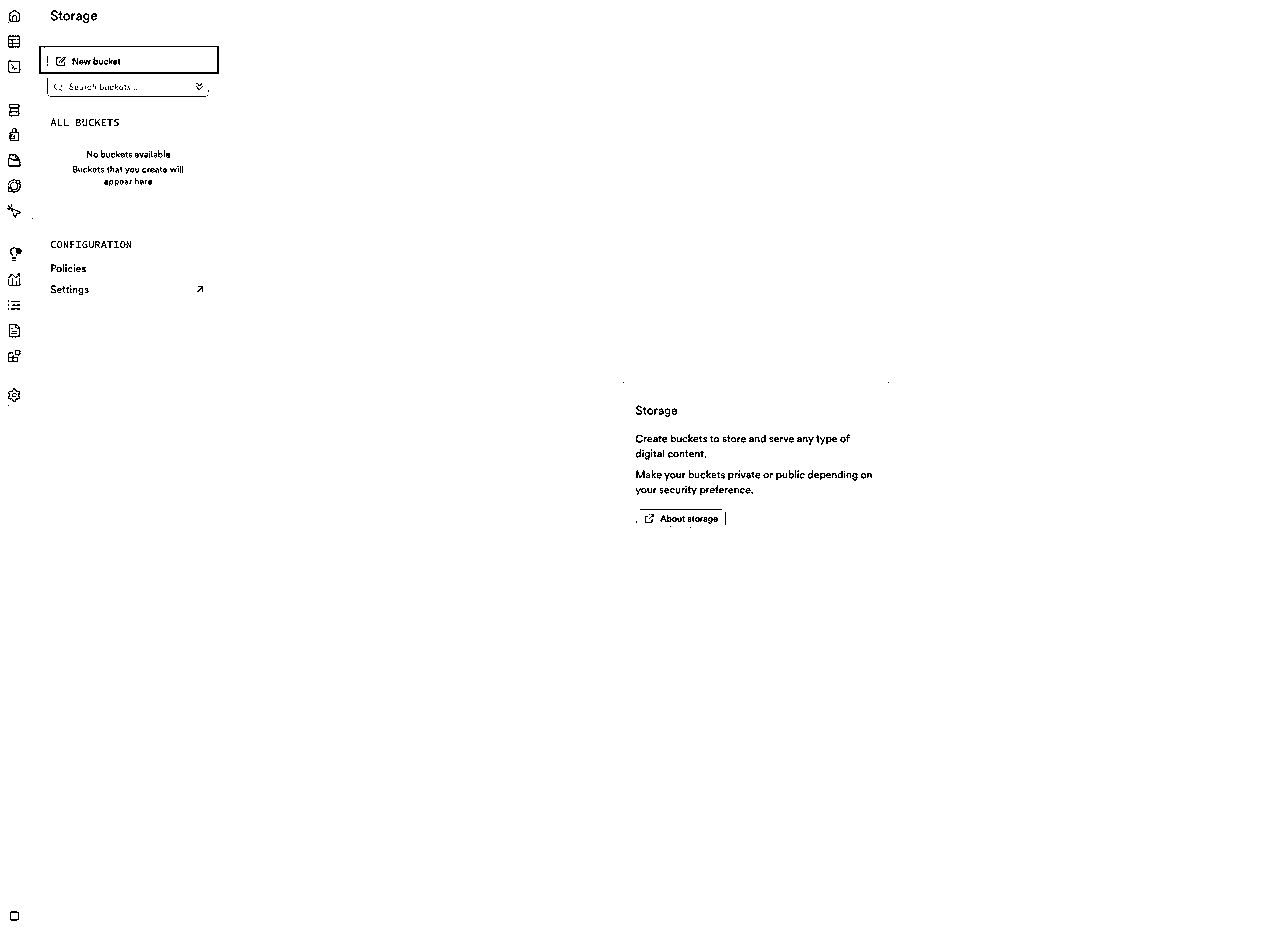 Storage
New bucket
Search buckets...
ALL BUCKETS
No buckets available
Buckets that you create will
appear here
CONFIGURATION
Policies
Settings
Storage
Create buckets to store and serve any type of
digital content.
Make your buckets private or public depending on
your security preference.
About storage